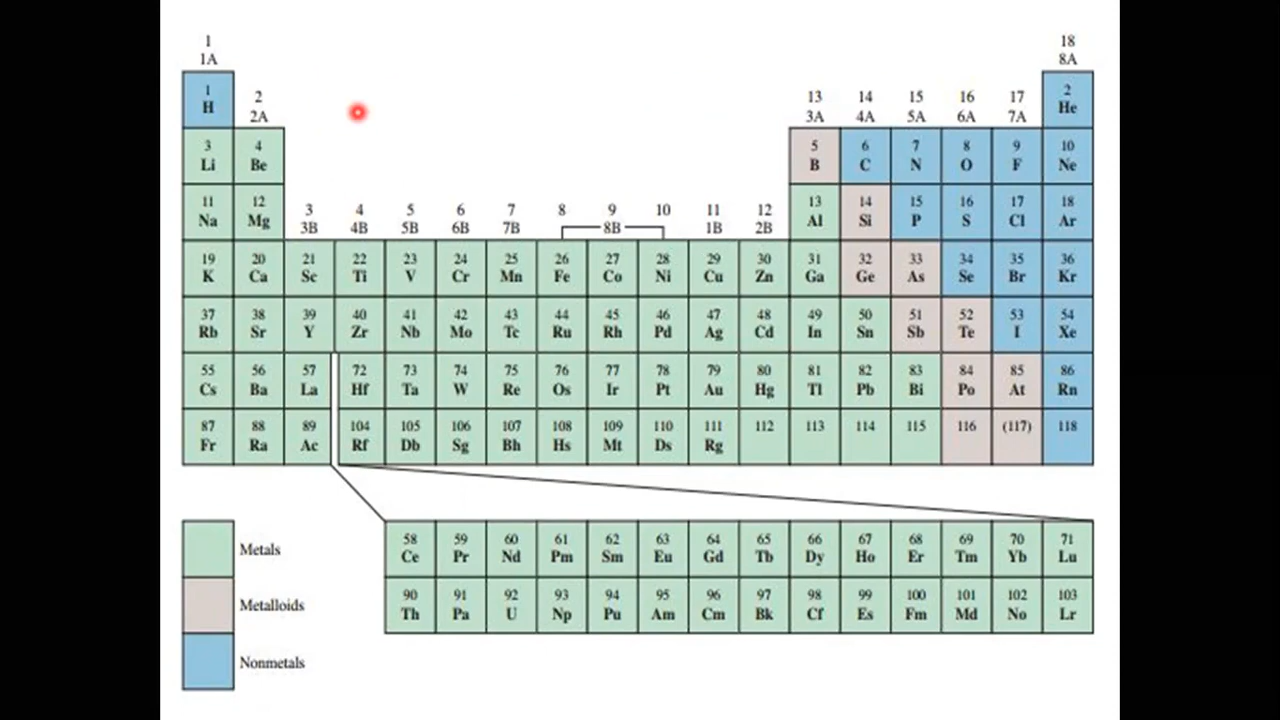 1 18
1A 8A
1 2 13 14 15 16 17 2
H 2A 3A 4A 5A 6A 7A He
3 4 5 6 7 8 9 10
Li Be B C N O F Ne
11 12 3 4 5 6 7 8 9 10 11 12 13 14 15 16 17 18
Na Mg 3B 4B 5B 6B 7B 8B 1B 2B Al Si P S Cl Ar
19 20 21 22 23 24 25 26 27 28 29 30 31 32 33 34 35 36
K Ca Sc Ti V Cr Mn Fe Co Ni Cu Zn Ga Ge As Se Br Kr
37 38 39 40 41 42 43 44 45 46 47 48 49 50 51 52 53 54
Rb Sr Y Zr Nb Mo Tc Ru Rh Pd Ag Cd In Sn Sb Te I Xe
55 56 57 72 73 74 75 76 77 78 79 80 81 82 83 84 85 86
Cs Ba La Hf Ta W Re Os Ir Pt Au Hg Tl Pb Bi Po At Rn
87 88 89 104 105 106 107 108 109 110 111 112 113 114 115 116 (117) 118
Fr Ra Ac Rf Db Sg Bh Hs Mt Ds Rg
58 59 60 61 62 63 64 65 66 67 68 69 70 71
Ce Pr Nd Pm Sm Eu Gd Tb Dy Ho Er Tm Yb Lu
90 91 92 93 94 95 96 97 98 99 100 101 102 103
Th Pa U Np Pu Am Cm Bk Cf Es Fm Md No Lr
Metals
Metalloids
Nonmetals